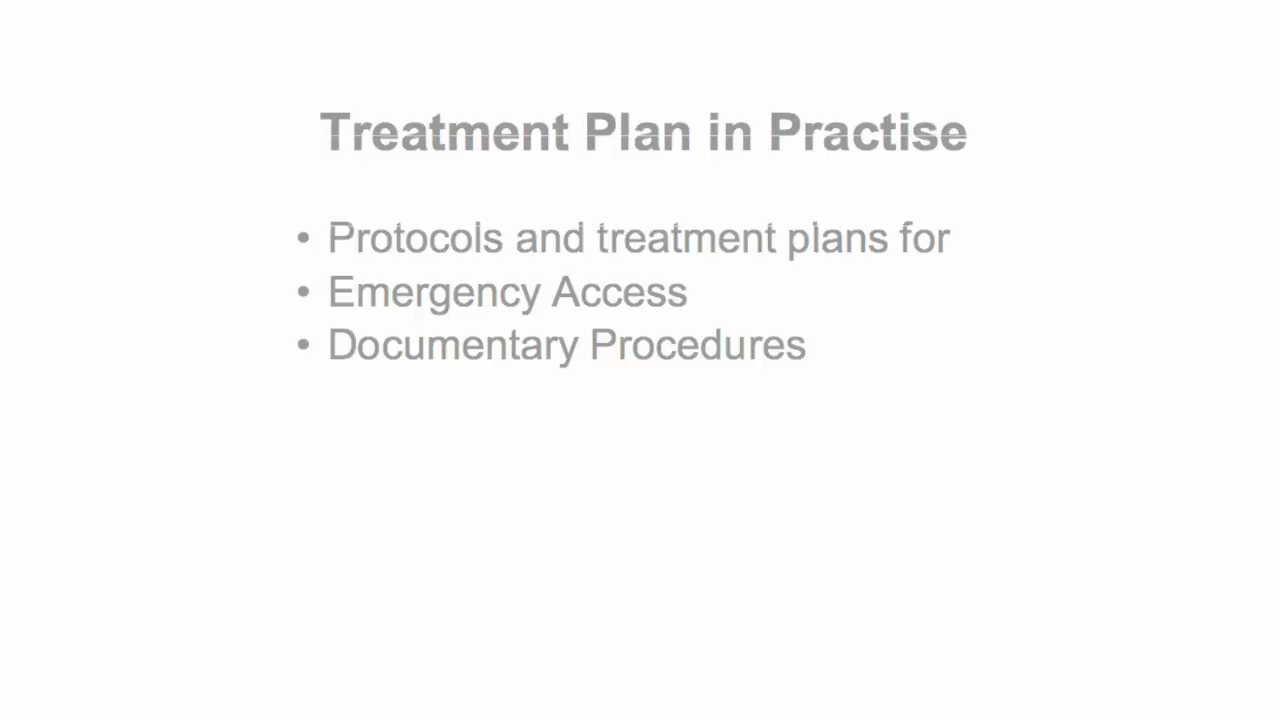 Treatment Plan in Practise
• Protocols and treatment plans for
• Emergency Access
• Documentary Procedures